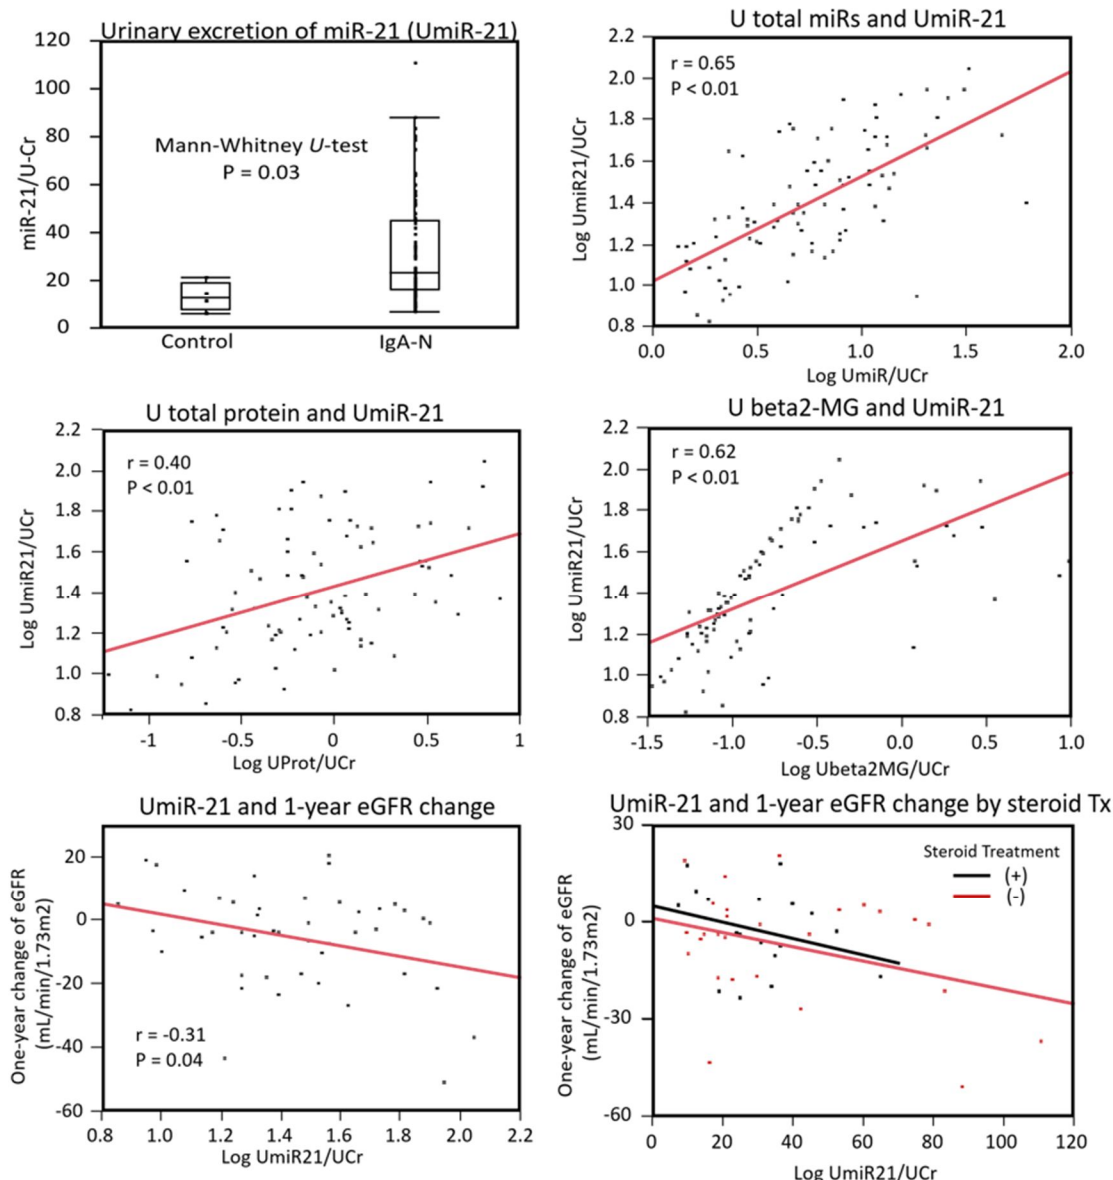 Urinary excretion of miR-21 (UmiR-21)
120
100
80
60
40
20
0
miR-21/U-Cr
Mann-Whitney U-test
P = 0.03
Control
IgA-N
U total miRs and UmiR-21
2.2
2.0
1.8
1.6
1.4
1.2
1.0
0.8
Log UmiR21/UCr
r = 0.65
P < 0.01
0.0
0.5
1.0
1.5
2.0
Log UmiR/UCr
U total protein and UmiR-21
2.2
2.0
1.8
1.6
1.4
1.2
1.0
0.8
Log UmiR21/UCr
r = 0.40
P < 0.01
-1
-0.5
0
0.5
1
Log UProt/UCr
U beta2-MG and UmiR-21
2.2
2.0
1.8
1.6
1.4
1.2
1.0
0.8
Log UmiR21/UCr
r = 0.62
P < 0.01
-1.5
-1.0
-0.5
0.0
0.5
1.0
Log Ubeta2MG/UCr
UmiR-21 and 1-year eGFR change
20
0
-20
-40
-60
One-year change of eGFR
(mL/min/1.73m2)
r = -0.31
P = 0.04
0.8
1.0
1.2
1.4
1.6
1.8
2.0
2.2
Log UmiR21/UCr
UmiR-21 and 1-year eGFR change by steroid Tx
30
0
-30
-60
One-year change of eGFR
(mL/min/1.73m2)
Steroid Treatment
(+)
(-)
0
20
40
60
80
100
120
Log UmiR21/UCr